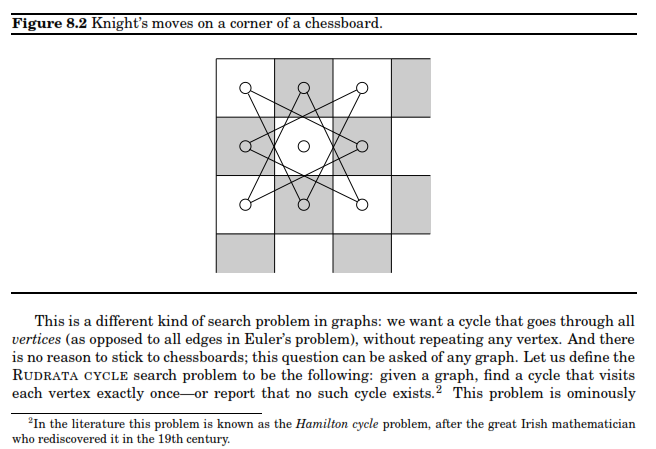 Figure 8.2 Knight's moves on a corner of a chessboard.
This is a different kind of search problem in graphs: we want a cycle that goes through all
vertices (as opposed to all edges in Euler's problem), without repeating any vertex. And there
is no reason to stick to chessboards; this question can be asked of any graph. Let us define the
RUDRATA CYCLE search problem to be the following: given a graph, find a cycle that visits
each vertex exactly once—or report that no such cycle exists.² This problem is ominously
²In the literature this problem is known as the Hamilton cycle problem, after the great Irish mathematician
who rediscovered it in the 19th century.